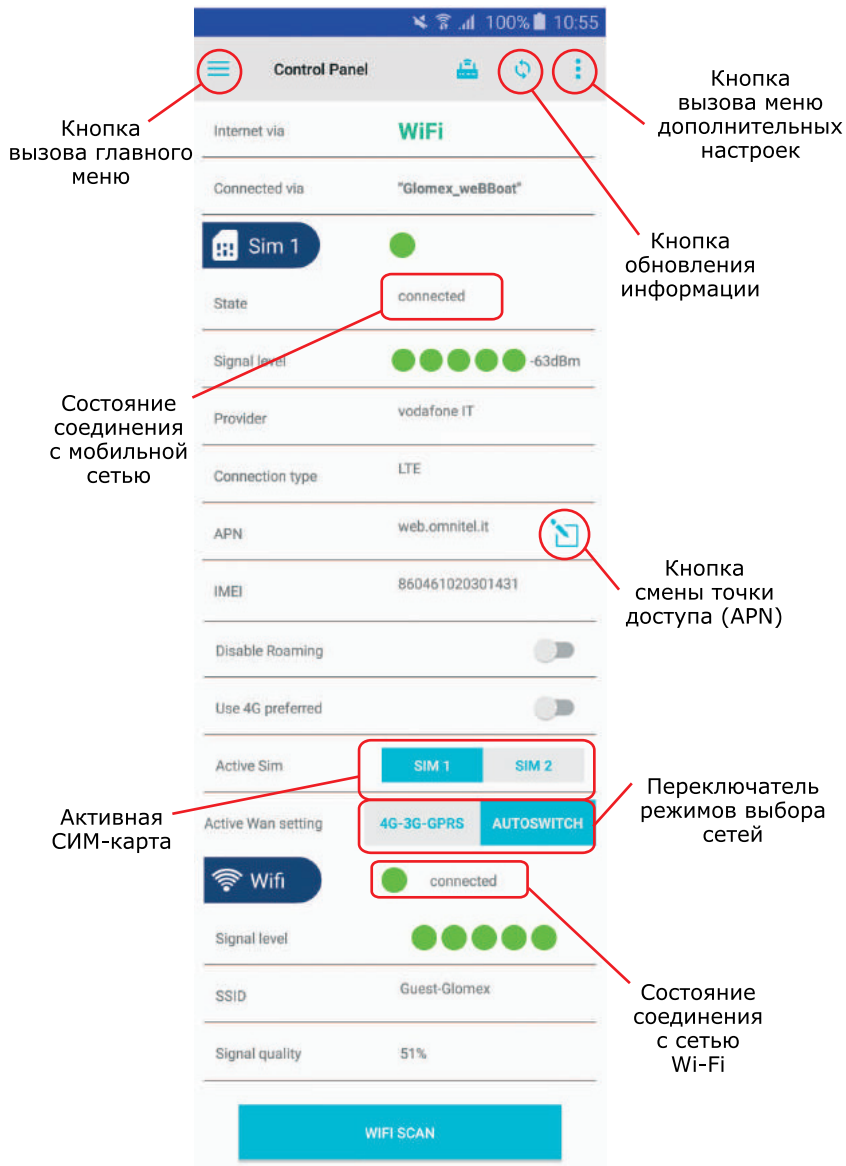 100% 10:55
Control Panel
Кнопка
вызова меню
дополнительных
настроек
Кнопка
вызова главного
меню
Internet via WiFi
Connected via "Glomex_weBBoat"
Кнопка
обновления
информации
Sim 1
State connected
Signal level -63dBm
Состояние
соединения
с мобильной
сетью
Provider vodafone IT
Connection type LTE
APN web.omnitel.it
Кнопка
смены точки
доступа (APN)
IMEI 860461020301431
Disable Roaming
Use 4G preferred
Active Sim SIM 1 SIM 2
Активная
СИМ-карта
Переключатель
режимов выбора
сетей
Active Wan setting 4G-3G-GPRS AUTOSWITCH
Wifi connected
Signal level
SSID Guest-Glomex
Состояние
соединения
с сетью
Wi-Fi
Signal quality 51%
WIFI SCAN